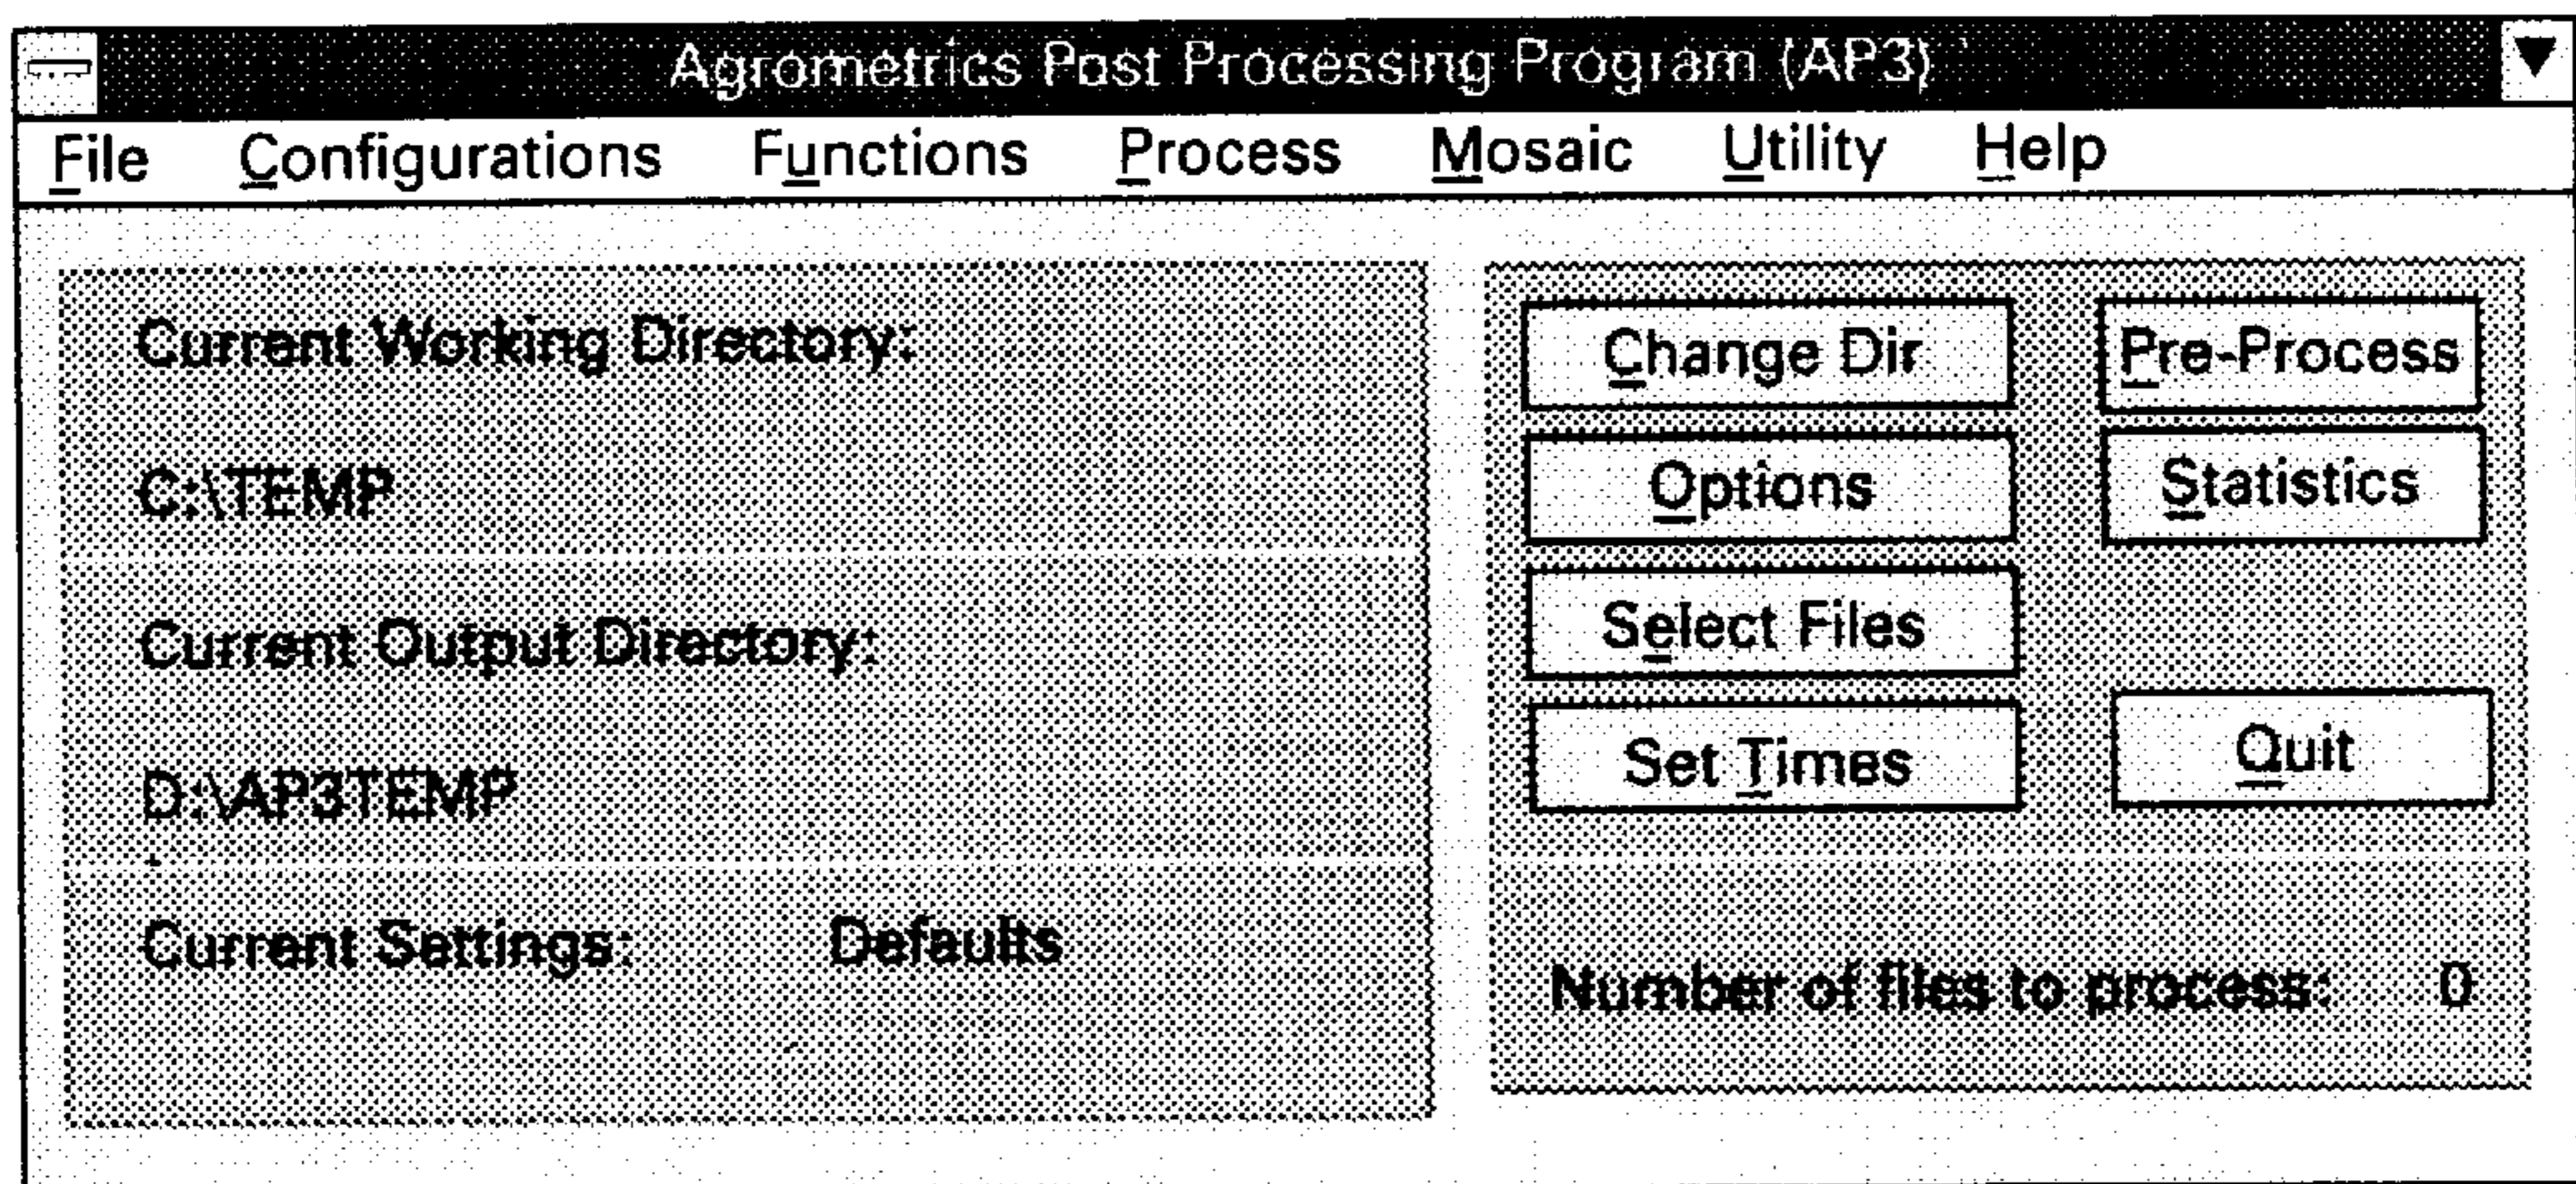 Agrometrics Post Processing Program (AP3)
File Configurations Functions Process Mosaic Utility Help
Current Working Directory:
C:\TEMP
Current Output Directory:
D:\AP3TEMP
Current Settings: Defaults
Change Dir Pre-Process
Options Statistics
Select Files
Set Times Quit
Number of files to process: 0